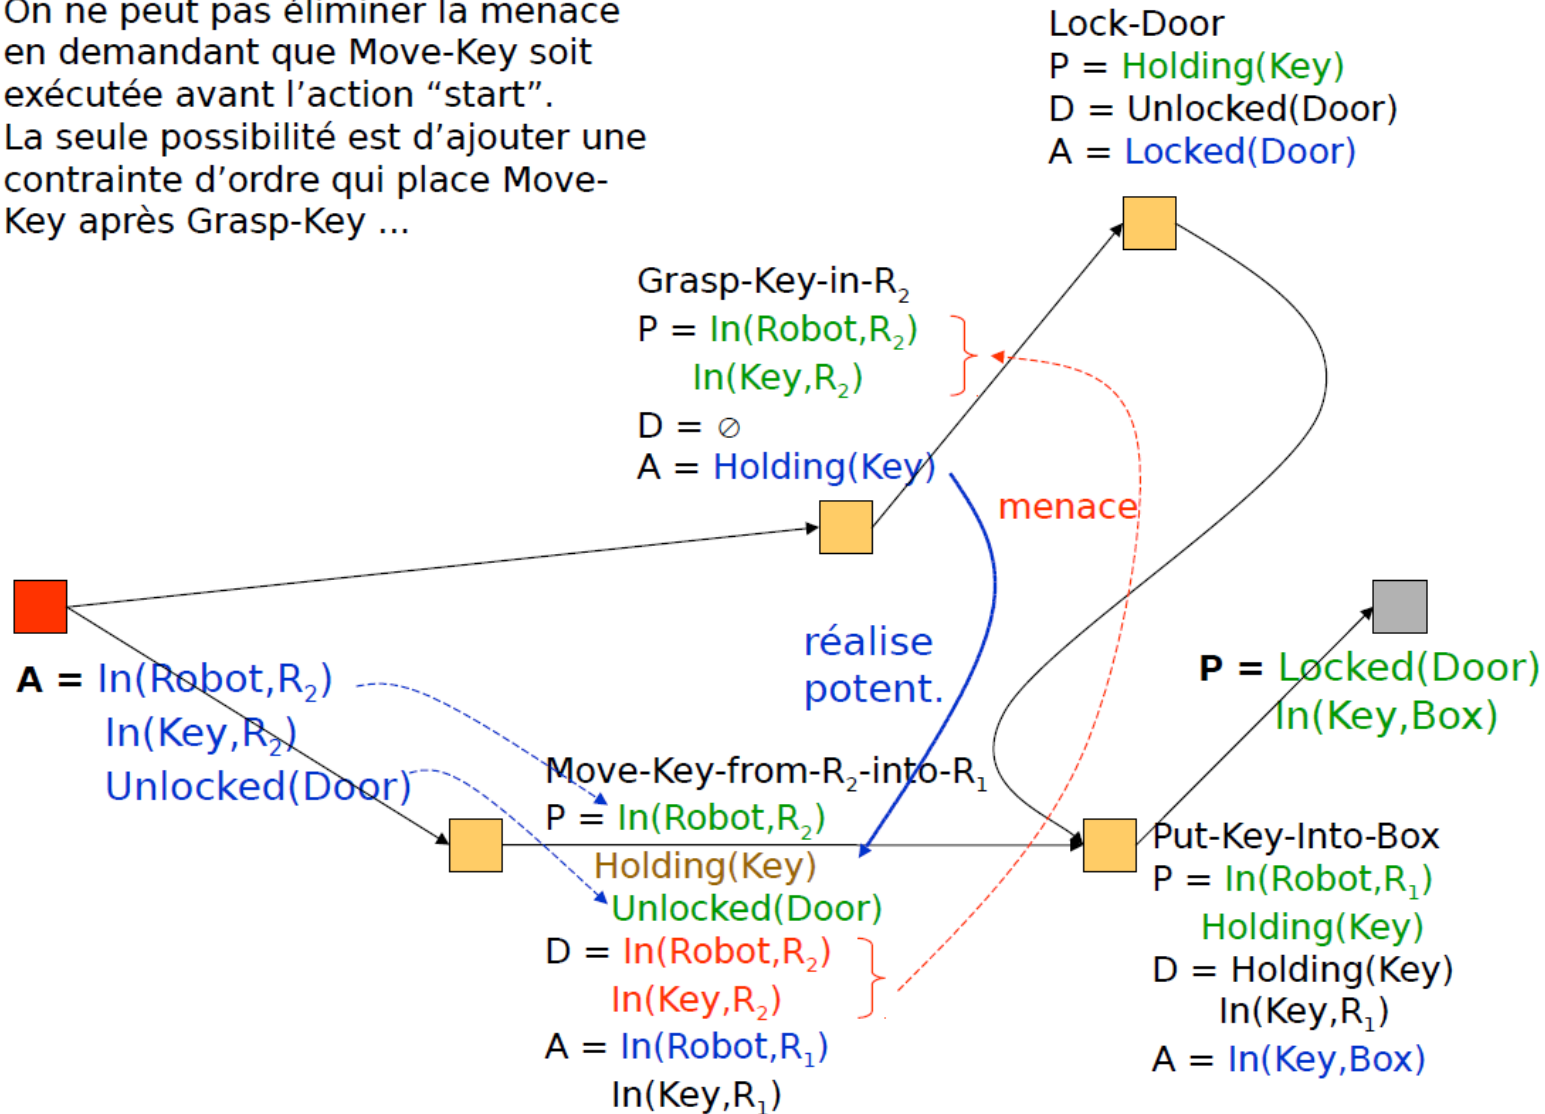 On ne peut pas éliminer la menace
en demandant que Move-Key soit
exécutée avant l’action “start”.
La seule possibilité est d’ajouter une
contrainte d’ordre qui place Move-
Key après Grasp-Key ...
Lock-Door
P = Holding(Key)
D = Unlocked(Door)
A = Locked(Door)
Grasp-Key-in-R₂
P = In(Robot,R₂)
In(Key,R₂)
D = ∅
A = Holding(Key)
menace
réalise
potent.
A = In(Robot,R₂)
In(Key,R₂)
Unlocked(Door)
P = Locked(Door)
In(Key,Box)
Move-Key-from-R₂-into-R₁
P = In(Robot,R₂)
Holding(Key)
Unlocked(Door)
D = In(Robot,R₂)
In(Key,R₂)
A = In(Robot,R₁)
In(Key,R₁)
Put-Key-Into-Box
P = In(Robot,R₁)
Holding(Key)
D = Holding(Key)
In(Key,R₁)
A = In(Key,Box)